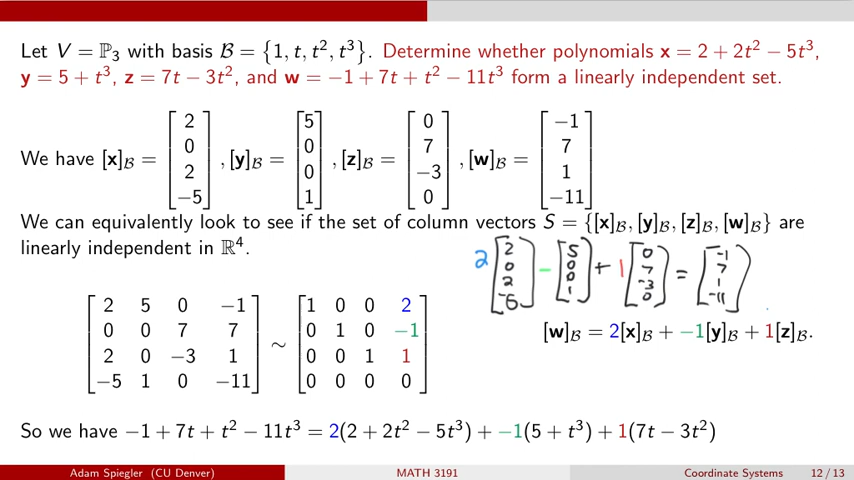 Let V = ℙ₃ with basis ℬ = {1, t, t², t³}. Determine whether polynomials x = 2 + 2t² − 5t³,
y = 5 + t³, z = 7t − 3t², and w = −1 + 7t + t² − 11t³ form a linearly independent set.
We have [x]ℬ = [2 0 2 −5], [y]ℬ = [5 0 0 1], [z]ℬ = [0 7 −3 0], [w]ℬ = [−1 7 1 −11]
We can equivalently look to see if the set of column vectors S = {[x]ℬ, [y]ℬ, [z]ℬ, [w]ℬ} are
linearly independent in ℝ⁴.
2 [2 0 2 −5] − [5 0 0 1] + 1 [0 7 −3 0] = [−1 7 1 −11]
2 5 0 −1 ∼ 1 0 0 2
0 0 7 7 0 1 0 −1
2 0 −3 1 0 0 1 1
−5 1 0 −11 0 0 0 0
[w]ℬ = 2[x]ℬ + −1[y]ℬ + 1[z]ℬ.
So we have −1 + 7t + t² − 11t³ = 2(2 + 2t² − 5t³) + −1(5 + t³) + 1(7t − 3t²)
Adam Spiegler (CU Denver) MATH 3191 Coordinate Systems 12 / 13